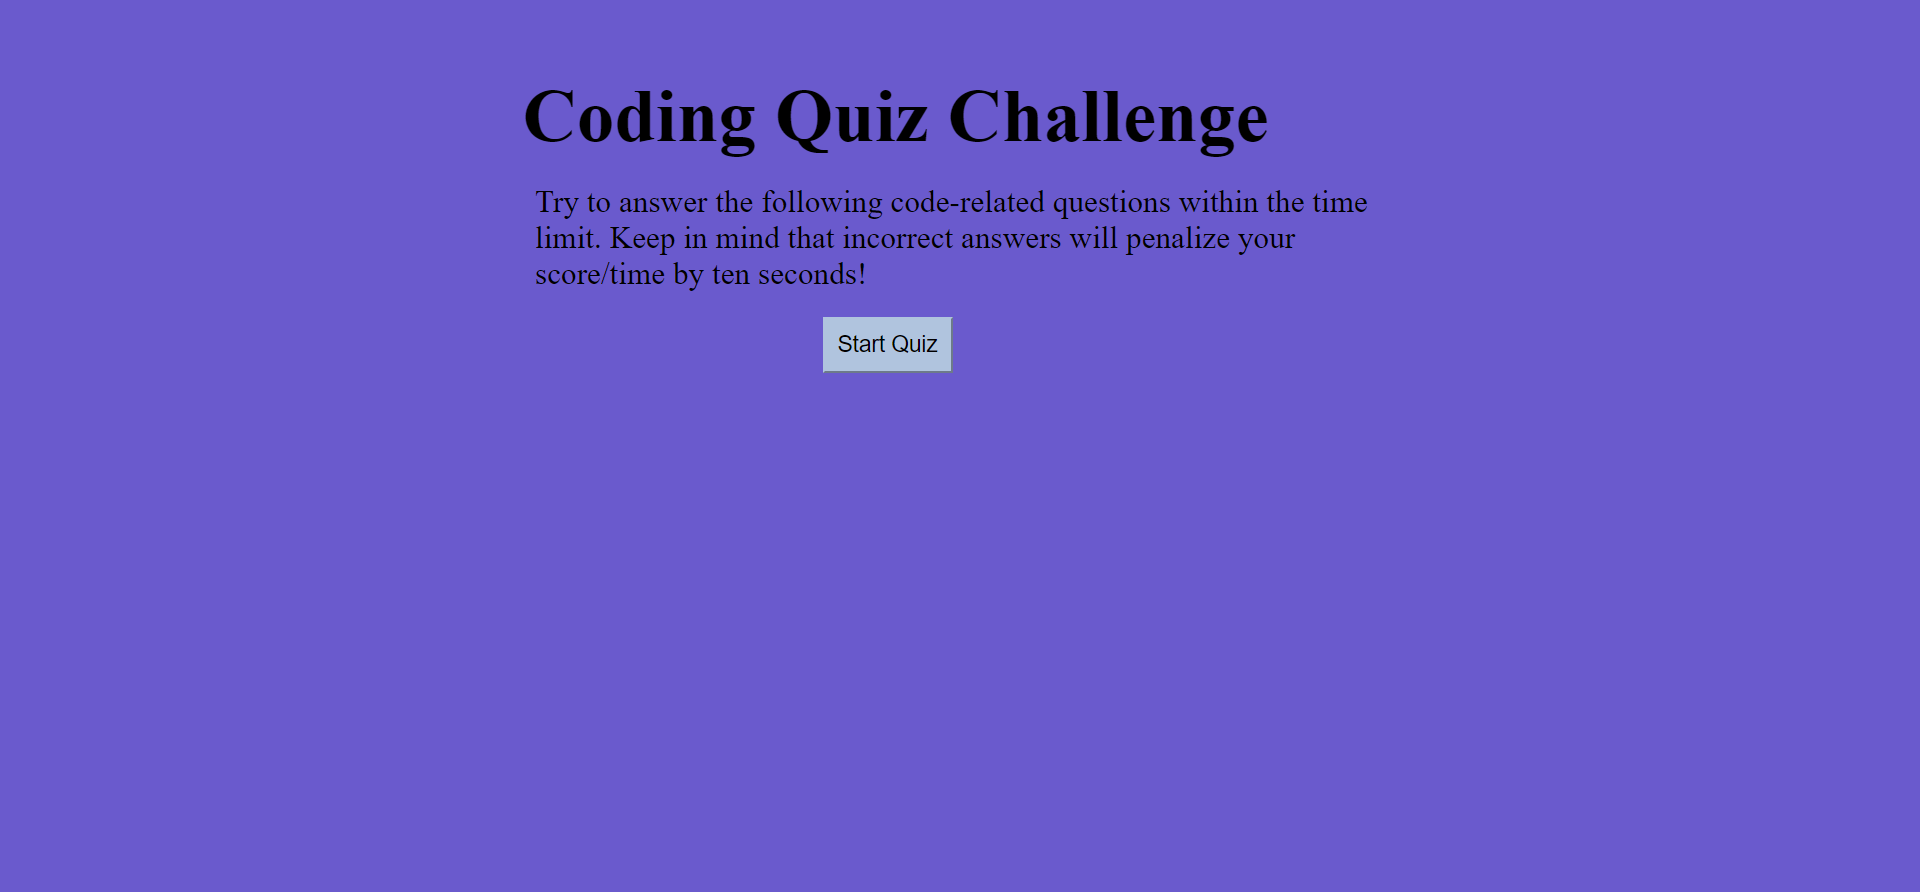 Coding Quiz Challenge
Try to answer the following code-related questions within the time
limit. Keep in mind that incorrect answers will penalize your
score/time by ten seconds!
Start Quiz